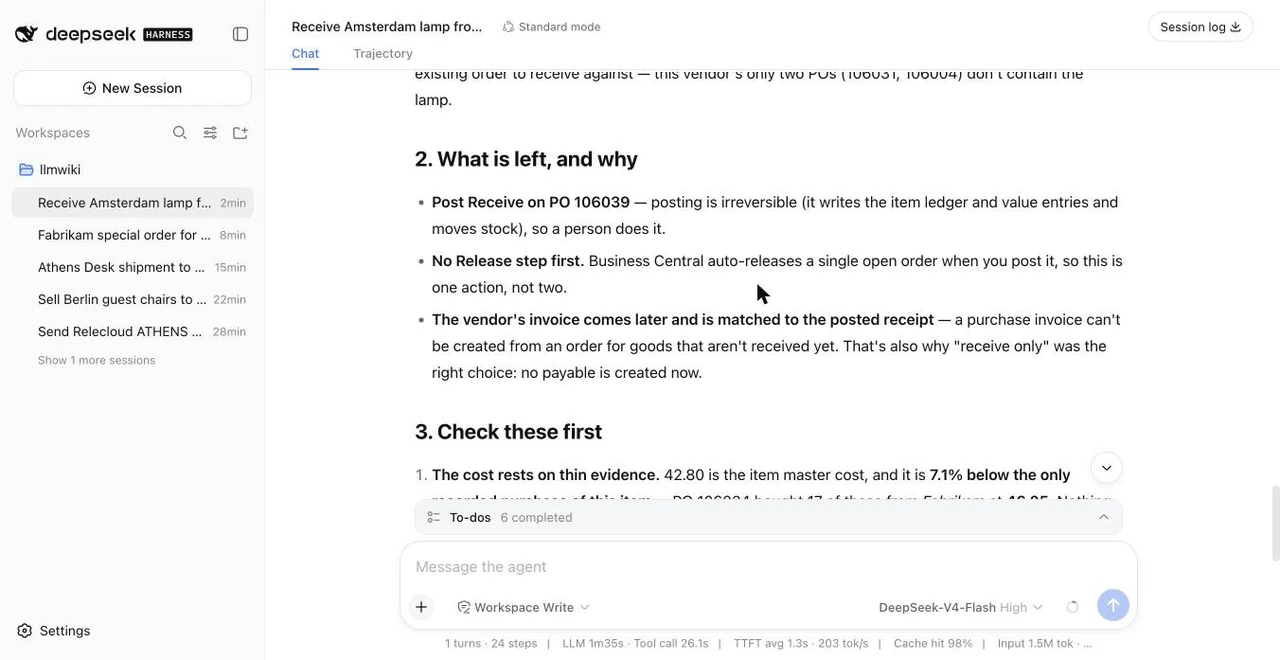 deepseek HARNESS
New Session
Workspaces
llmwiki
Receive Amsterdam lamp f... 2min
Fabrikam special order for ... 8min
Athens Desk shipment to ... 15min
Sell Berlin guest chairs to ... 22min
Send Relecloud ATHENS ... 28min
Show 1 more sessions
Settings
Receive Amsterdam lamp fro... Standard mode
Session log
Chat Trajectory
existing order to receive against — this vendor's only two POs (106031, 106004) don't contain the
lamp.
2. What is left, and why
• Post Receive on PO 106039 — posting is irreversible (it writes the item ledger and value entries and
moves stock), so a person does it.
• No Release step first. Business Central auto-releases a single open order when you post it, so this is
one action, not two.
• The vendor's invoice comes later and is matched to the posted receipt — a purchase invoice can't
be created from an order for goods that aren't received yet. That's also why "receive only" was the
right choice: no payable is created now.
3. Check these first
1. The cost rests on thin evidence. 42.80 is the item master cost, and it is 7.1% below the only
To-dos 6 completed
Message the agent
Workspace Write
DeepSeek-V4-Flash High
1 turns · 24 steps | LLM 1m35s · Tool call 26.1s | TTFT avg 1.3s · 203 tok/s | Cache hit 98% | Input 1.5M tok · ...